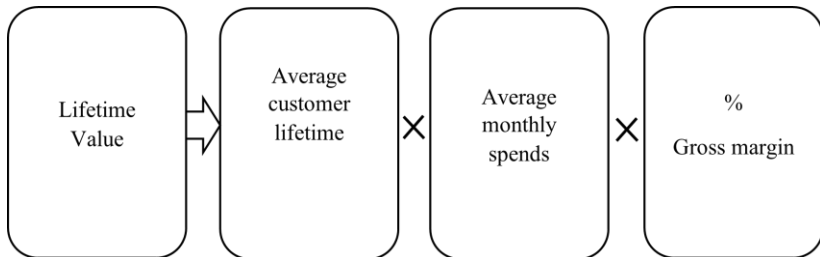 Lifetime
Value
Average
customer
lifetime
×
Average
monthly
spends
×
%
Gross margin